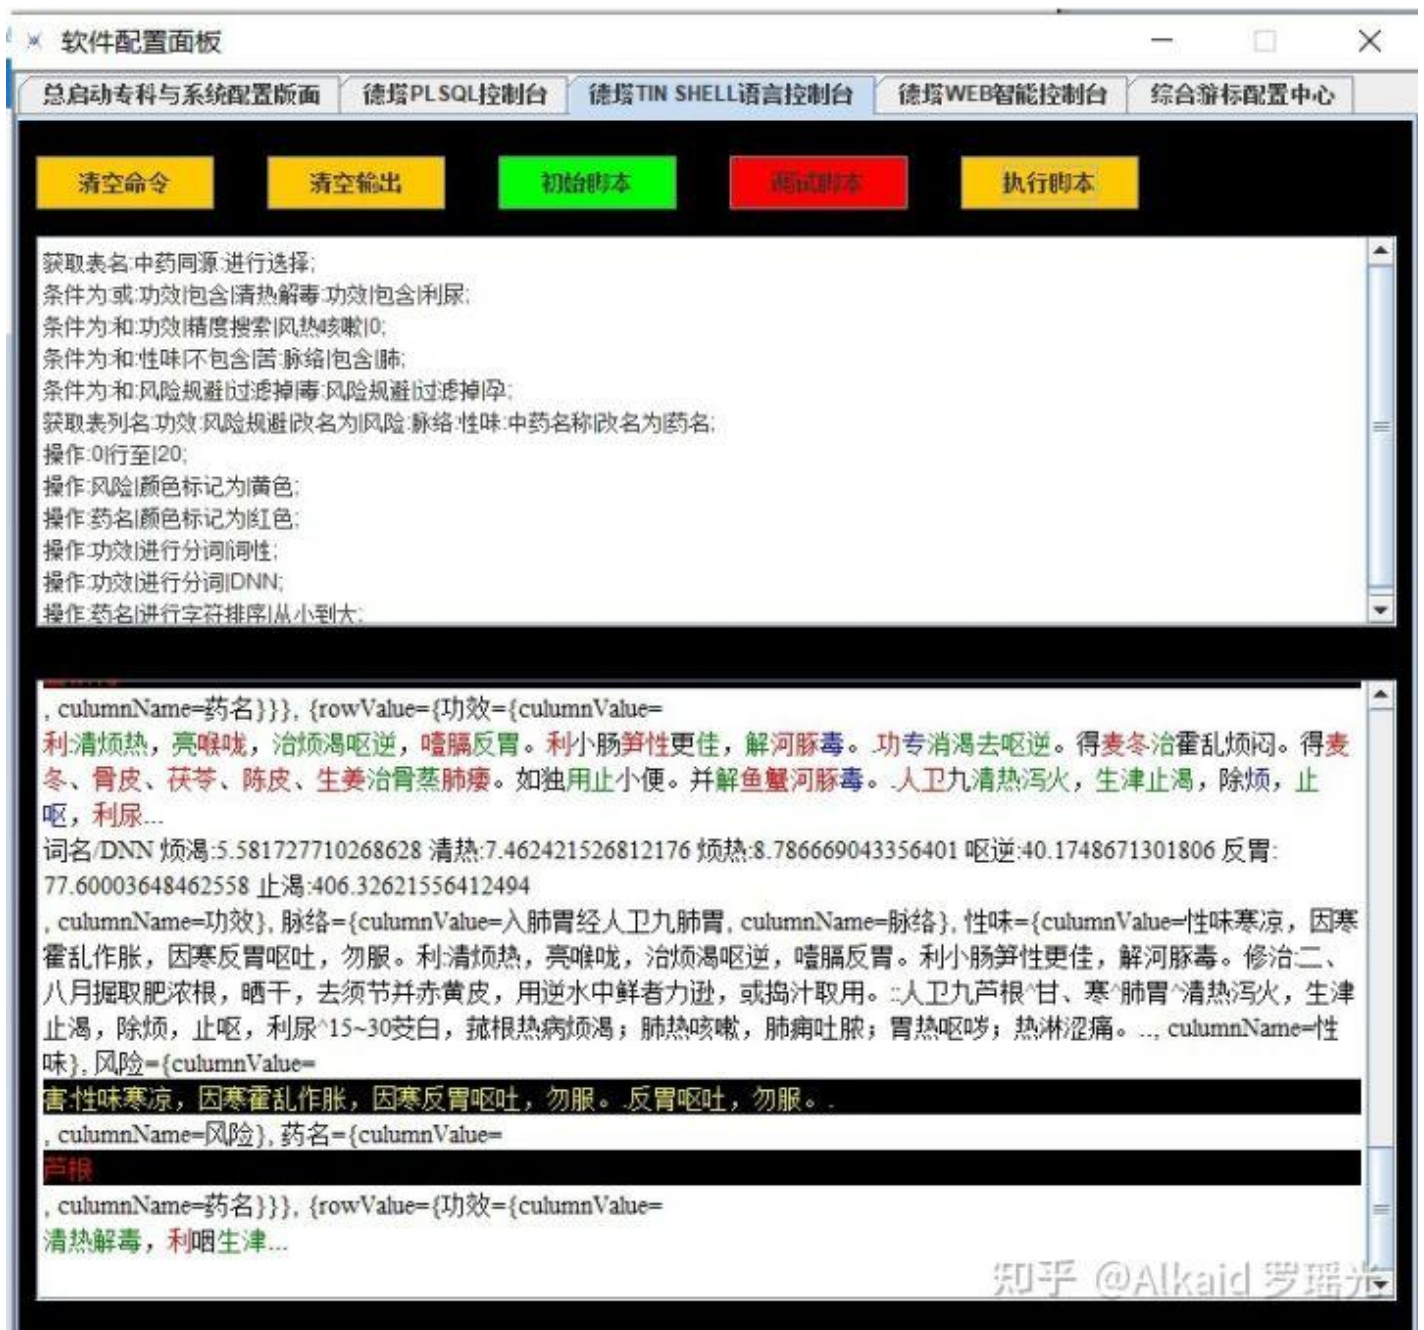 软件配置面板
总启动专科与系统配置版面 德塔PLSQL控制台 德塔TIN SHELL语言控制台 德塔WEB智能控制台 综合游标配置中心
清空命令 清空输出 初始脚本 调试脚本 执行脚本
获取表名:中药同源:进行选择;
条件为:或:功效|包含|清热解毒:功效|包含|利尿;
条件为:和:功效|精度搜索|风热咳嗽|0;
条件为:和:性味|不包含|苦:脉络|包含|肺;
条件为:和:风险规避|过滤掉|毒:风险规避|过滤掉|孕;
获取表列名:功效:风险规避|改名为|风险:脉络:性味:中药名称|改名为|药名;
操作:0|行至|20;
操作:风险|颜色标记为|黄色;
操作:药名|颜色标记为|红色;
操作:功效|进行分词|词性;
操作:功效|进行分词|DNN;
操作:药名|进行字符排序|从小到大;
, culumnName=药名}}}, {rowValue={功效={culumnValue=
利:清烦热，亮喉咙，治烦渴呕逆，噎膈反胃。利小肠笋性更佳，解河豚毒。.功专消渴去呕逆。得麦冬治霍乱烦闷。得麦
冬、骨皮、茯苓、陈皮、生姜治骨蒸肺痿。如独用止小便。并解鱼蟹河豚毒。.人卫九清热泻火，生津止渴，除烦，止
呕，利尿...
词名/DNN 烦渴:5.581727710268628 清热:7.462421526812176 烦热:8.786669043356401 呕逆:40.1748671301806 反胃:
77.60003648462558 止渴:406.32621556412494
, culumnName=功效}, 脉络={culumnValue=入肺胃经人卫九肺胃, culumnName=脉络}, 性味={culumnValue=性味寒凉，因寒
霍乱作胀，因寒反胃呕吐，勿服。利:清烦热，亮喉咙，治烦渴呕逆，噎膈反胃。利小肠笋性更佳，解河豚毒。修治:二、
八月掘取肥浓根，晒干，去须节并赤黄皮，用逆水中鲜者力逊，或捣汁取用。::人卫九芦根^甘、寒^肺胃^清热泻火，生津
止渴，除烦，止呕，利尿^15~30茭白，菰根热病烦渴；肺热咳嗽，肺痈吐脓；胃热呕哕；热淋涩痛。.., culumnName=性
味}, 风险={culumnValue=
害:性味寒凉，因寒霍乱作胀，因寒反胃呕吐，勿服。.反胃呕吐，勿服。.
, culumnName=风险}, 药名={culumnValue=
芦根
, culumnName=药名}}}, {rowValue={功效={culumnValue=
清热解毒，利咽生津...
知乎 @Alkaid 罗瑶光